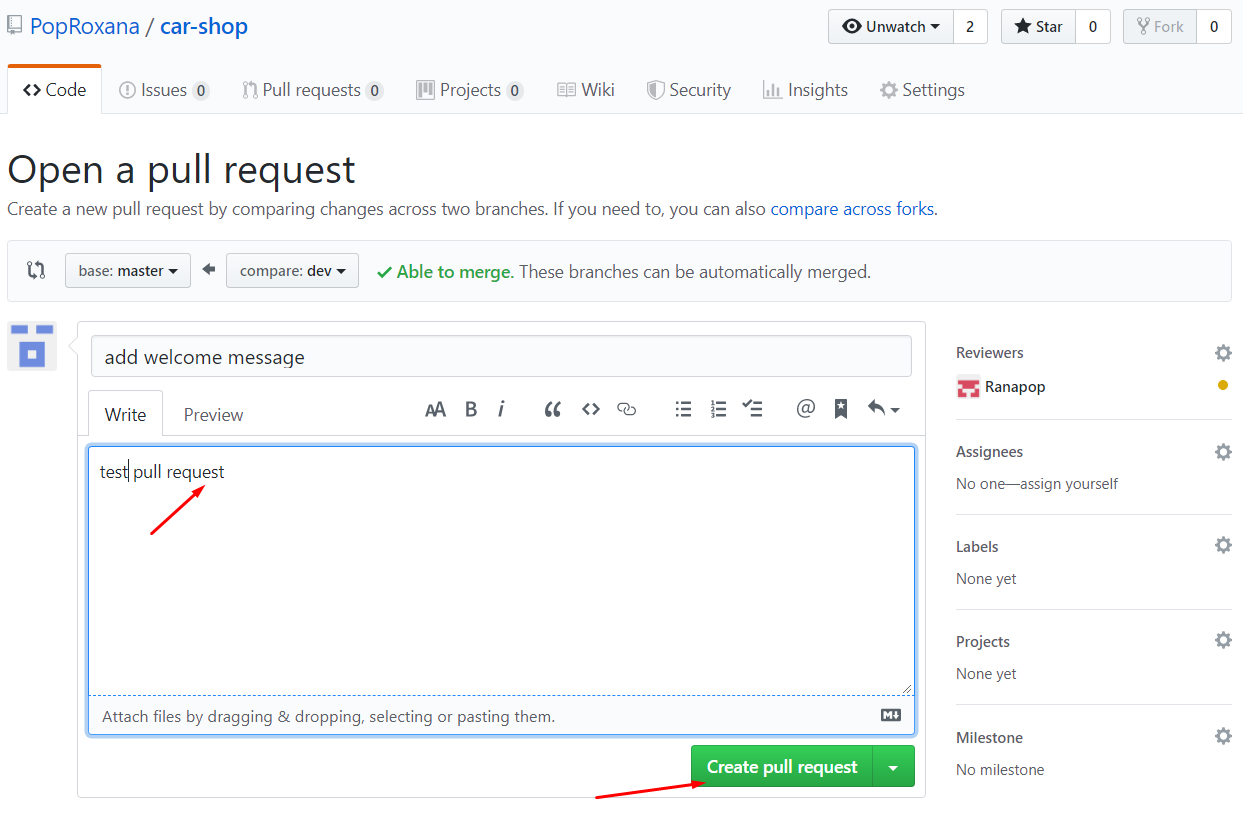 PopRoxana / car-shop
Unwatch 2 Star 0 Fork 0
Code Issues 0 Pull requests 0 Projects 0 Wiki Security Insights Settings
Open a pull request
Create a new pull request by comparing changes across two branches. If you need to, you can also compare across forks.
base: master compare: dev Able to merge. These branches can be automatically merged.
add welcome message
Write Preview AA B i @
test pull request
Attach files by dragging & dropping, selecting or pasting them.
Create pull request
Reviewers
Ranapop
Assignees
No one—assign yourself
Labels
None yet
Projects
None yet
Milestone
No milestone